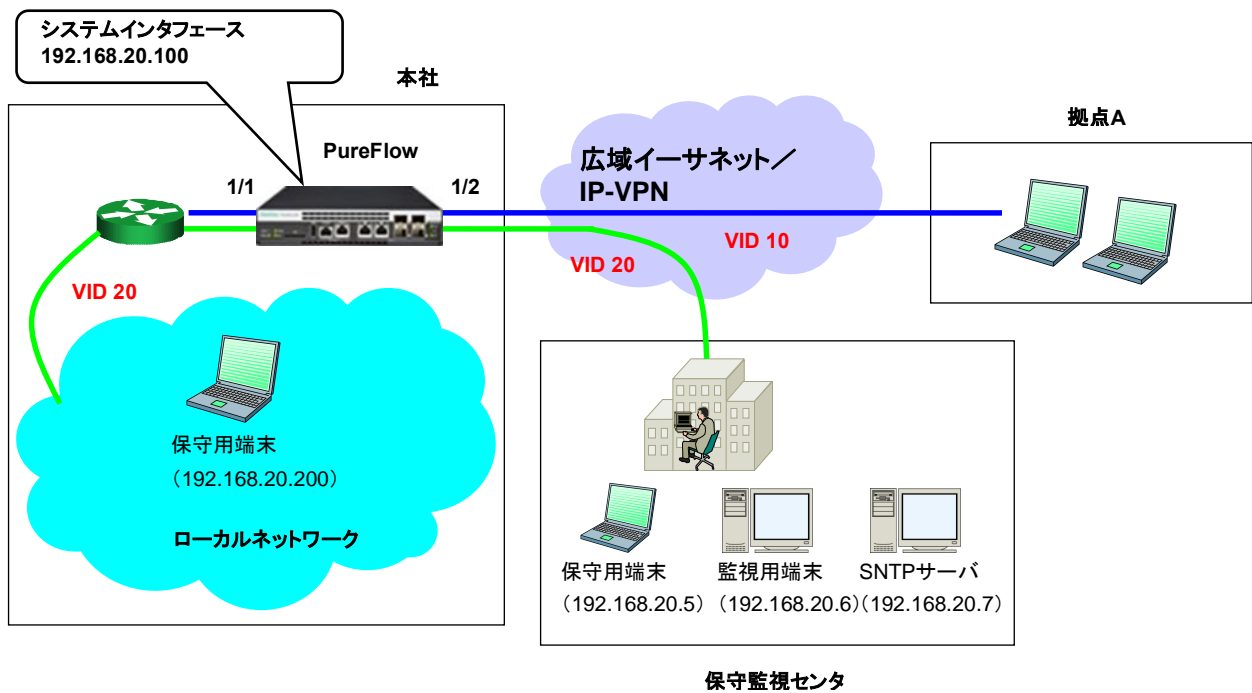 システムインタフェース
192.168.20.100
本社
PureFlow
1/1
1/2
広域イーサネット／
IP-VPN
拠点A
VID 10
VID 20
VID 20
保守用端末
（192.168.20.200）
ローカルネットワーク
保守用端末
（192.168.20.5）
監視用端末
（192.168.20.6）
SNTPサーバ
（192.168.20.7）
保守監視センタ